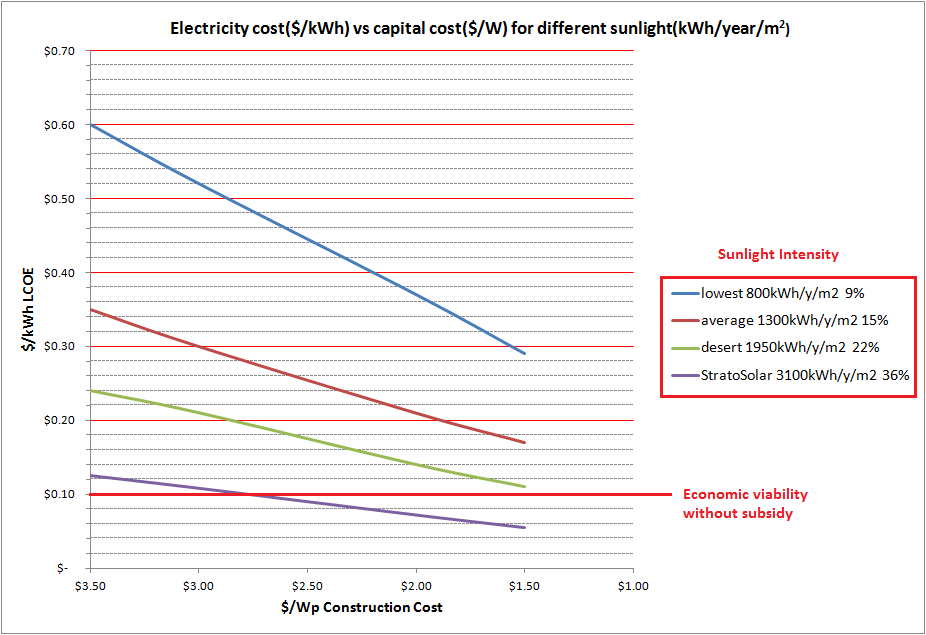 Electricity cost($/kWh) vs capital cost($/W) for different sunlight(kWh/year/m²)
$0.70
$0.60
$0.50
$0.40
$0.30
$0.20
$0.10
$-
$/kWh LCOE
$3.50
$3.00
$2.50
$2.00
$1.50
$1.00
$/Wp Construction Cost
Sunlight Intensity
lowest 800kWh/y/m2 9%
average 1300kWh/y/m2 15%
desert 1950kWh/y/m2 22%
StratoSolar 3100kWh/y/m2 36%
Economic viability
without subsidy